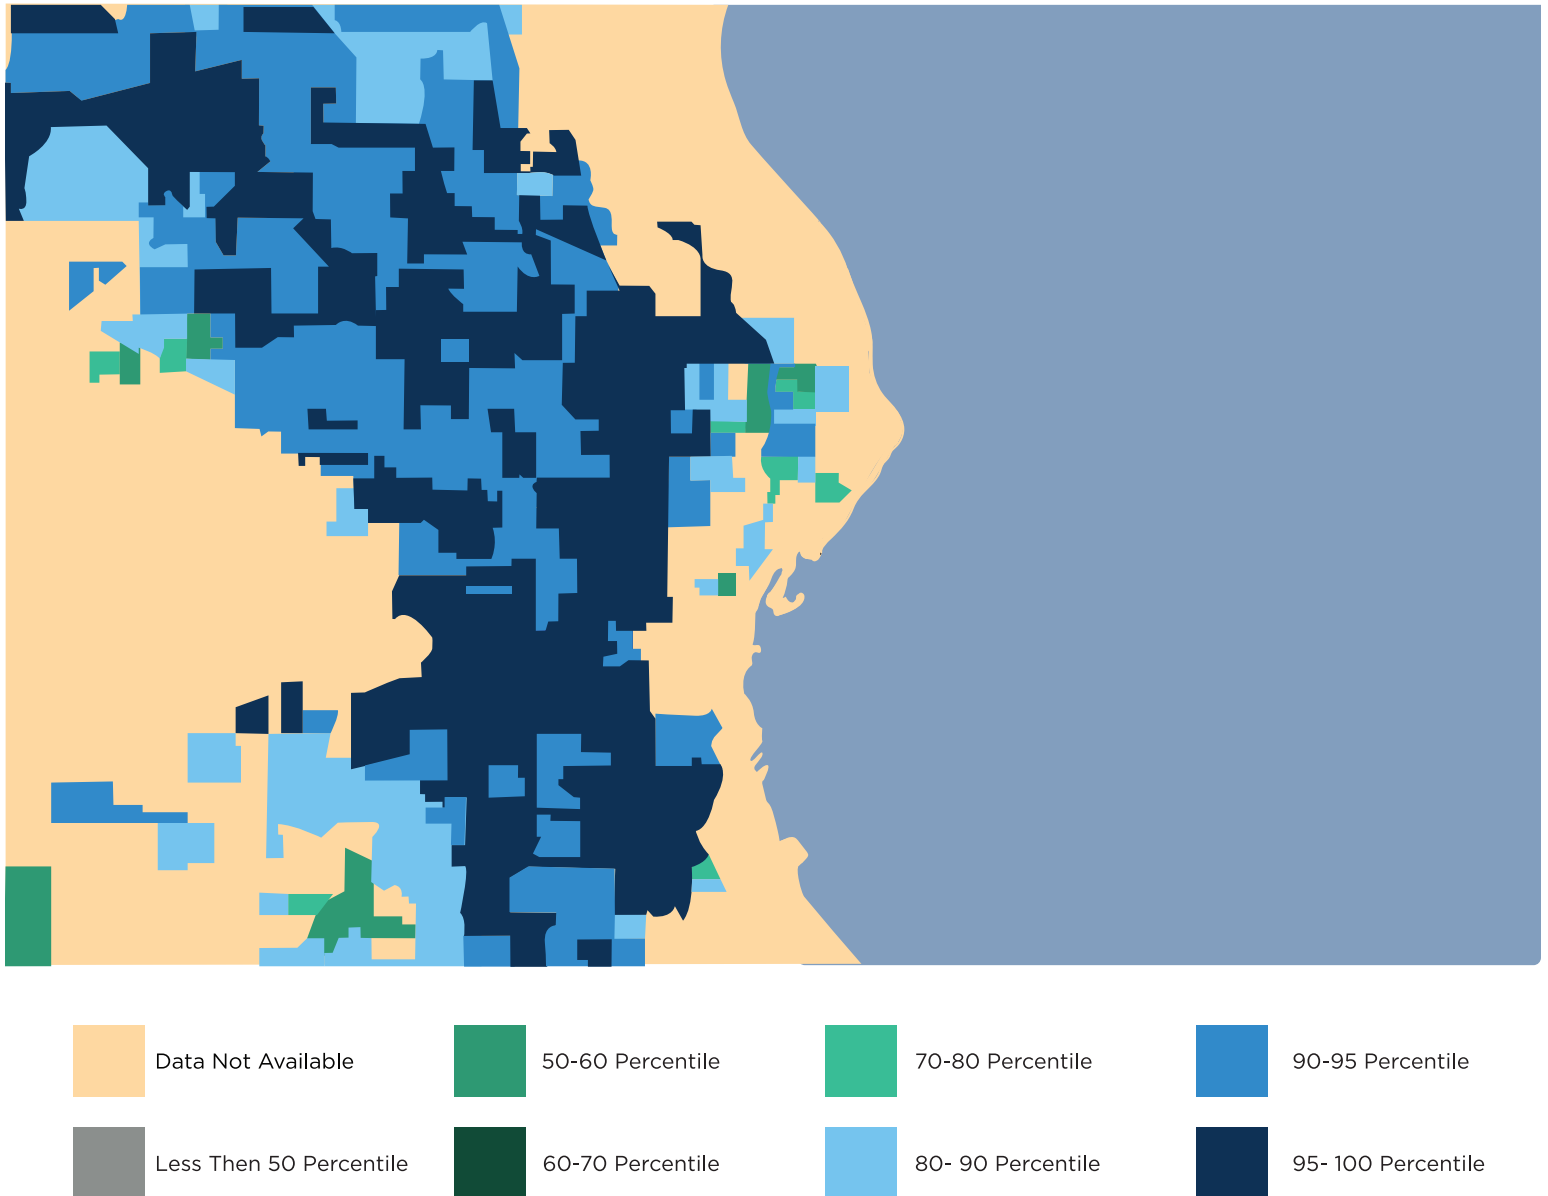 Data Not Available
50-60 Percentile
70-80 Percentile
90-95 Percentile
Less Then 50 Percentile
60-70 Percentile
80- 90 Percentile
95- 100 Percentile